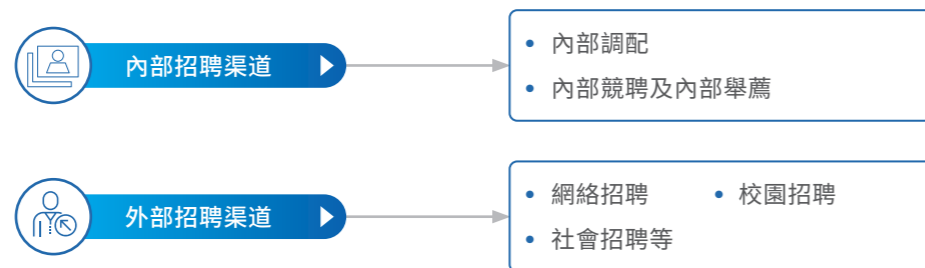 內部招聘渠道
• 內部調配
• 內部競聘及內部舉薦
外部招聘渠道
• 網絡招聘 • 校園招聘
• 社會招聘等